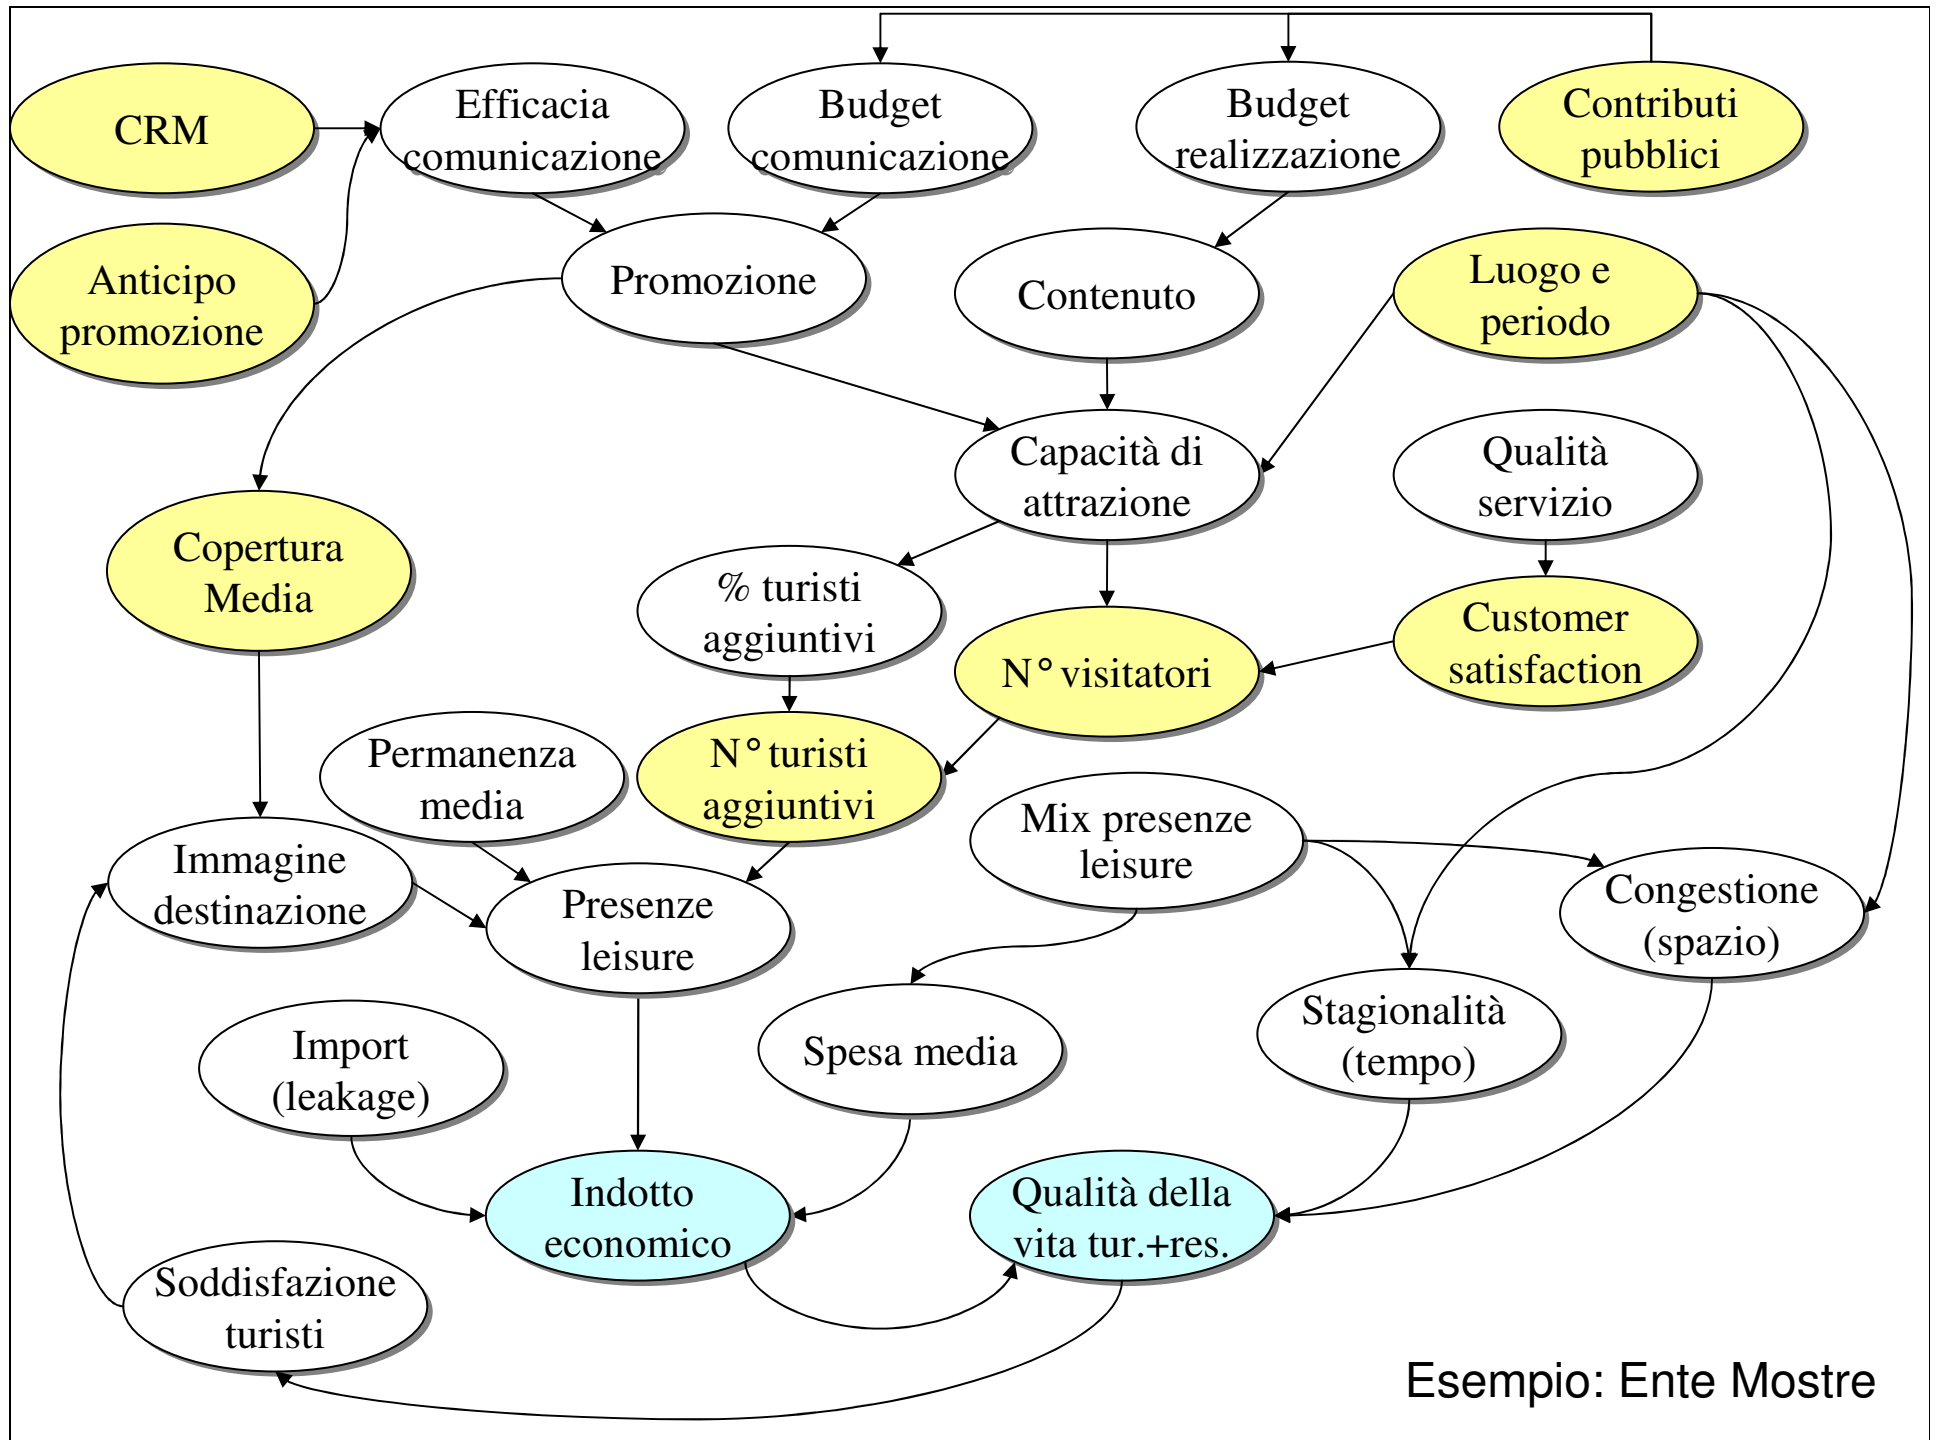 CRM
Efficacia
comunicazione
Budget
comunicazione
Budget
realizzazione
Contributi
pubblici
Anticipo
promozione
Promozione
Contenuto
Luogo e
periodo
Capacità di
attrazione
Qualità
servizio
Copertura
Media
% turisti
aggiuntivi
N° visitatori
Customer
satisfaction
Permanenza
media
N° turisti
aggiuntivi
Mix presenze
leisure
Immagine
destinazione
Presenze
leisure
Congestione
(spazio)
Import
(leakage)
Spesa media
Stagionalità
(tempo)
Indotto
economico
Qualità della
vita tur.+res.
Soddisfazione
turisti
Esempio: Ente Mostre